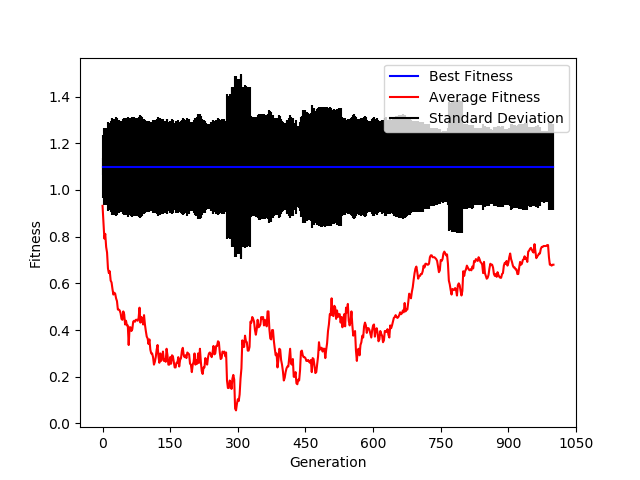 Best Fitness
Average Fitness
Standard Deviation
1.4
1.2
1.0
0.8
0.6
0.4
0.2
0.0
Fitness
0 150 300 450 600 750 900 1050
Generation